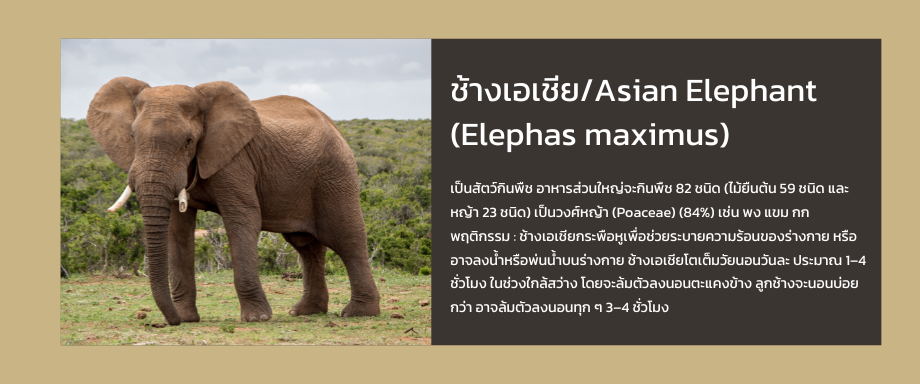 ช้างเอเชีย/Asian Elephant
(Elephas maximus)
เป็นสัตว์กินพืช อาหารส่วนใหญ่จะกินพืช 82 ชนิด (ไม้ยืนต้น 59 ชนิด และ
หญ้า 23 ชนิด) เป็นวงศ์หญ้า (Poaceae) (84%) เช่น พง แขม กก
พฤติกรรม : ช้างเอเชียกระพือหูเพื่อช่วยระบายความร้อนของร่างกาย หรือ
อาจลงน้ำหรือพ่นน้ำบนร่างกาย ช้างเอเชียโตเต็มวัยนอนวันละ ประมาณ 1–4
ชั่วโมง ในช่วงใกล้สว่าง โดยจะล้มตัวลงนอนตะแคงข้าง ลูกช้างจะนอนบ่อย
กว่า อาจล้มตัวลงนอนทุก ๆ 3–4 ชั่วโมง